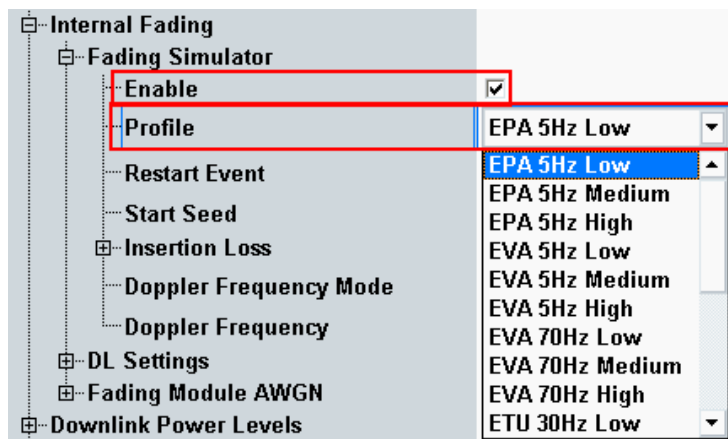 Internal Fading
Fading Simulator
Enable
Profile
EPA 5Hz Low
Restart Event
Start Seed
Insertion Loss
Doppler Frequency Mode
Doppler Frequency
DL Settings
Fading Module AWGN
Downlink Power Levels
EPA 5Hz Low
EPA 5Hz Medium
EPA 5Hz High
EVA 5Hz Low
EVA 5Hz Medium
EVA 5Hz High
EVA 70Hz Low
EVA 70Hz Medium
EVA 70Hz High
ETU 30Hz Low